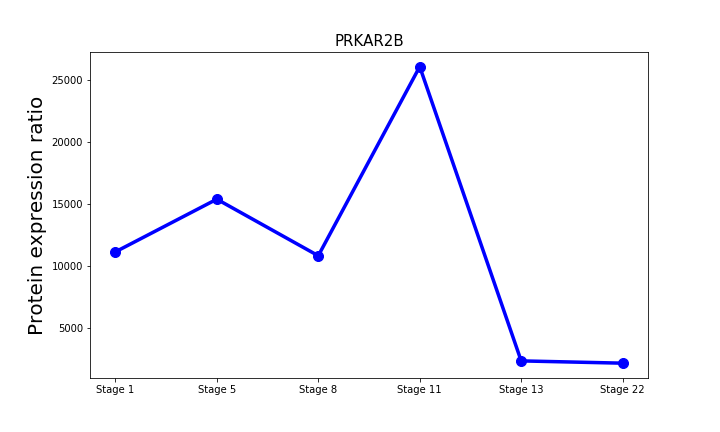 PRKAR2B
Protein expression ratio
25000
20000
15000
10000
5000
Stage 1 Stage 5 Stage 8 Stage 11 Stage 13 Stage 22